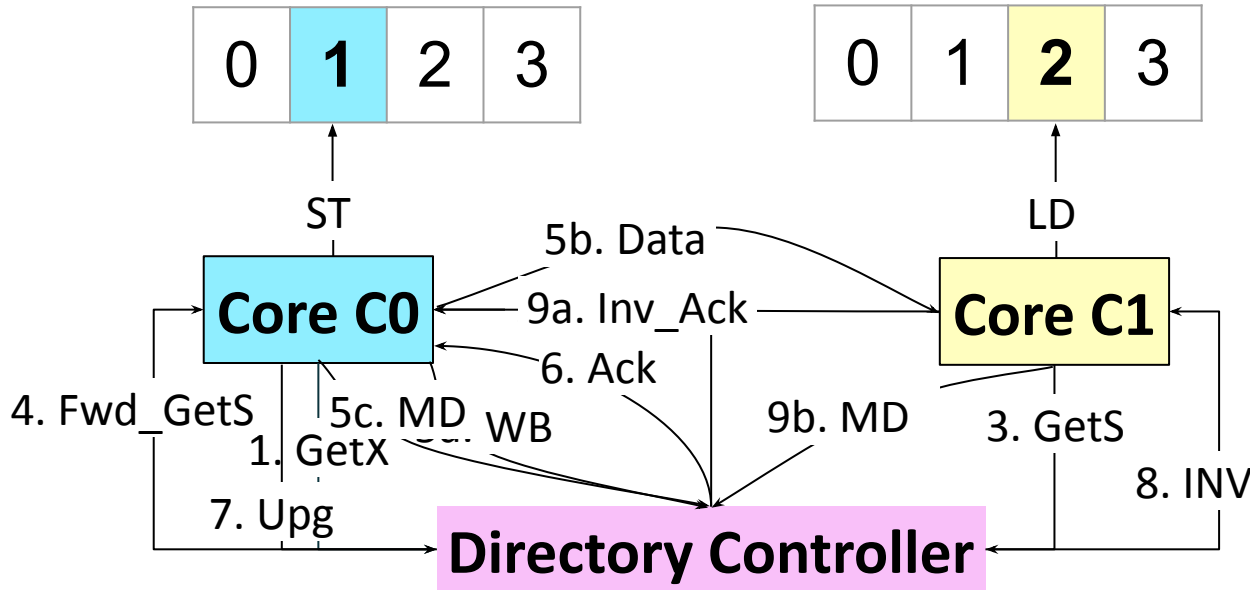 0 1 2 3
0 1 2 3
ST
LD
5b. Data
Core C0
9a. Inv_Ack
Core C1
6. Ack
4. Fwd_GetS
5c. MD
WB
9b. MD
3. GetS
1. GetX
8. INV
7. Upg
Directory Controller